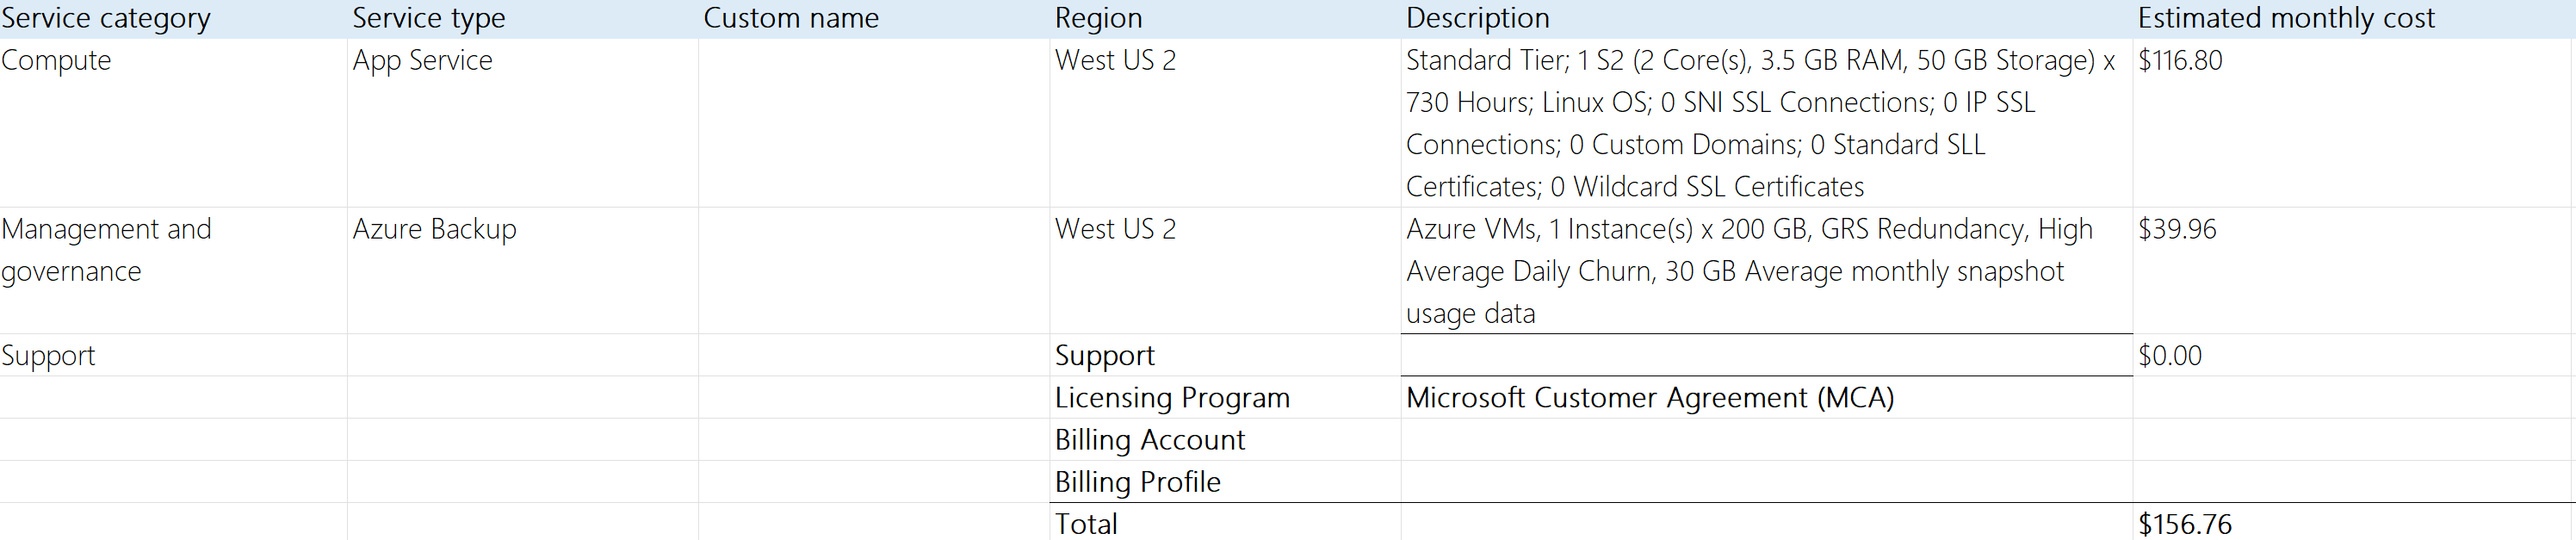 Service category Service type Custom name Region Description Estimated monthly cost
Compute App Service West US 2 Standard Tier; 1 S2 (2 Core(s), 3.5 GB RAM, 50 GB Storage) x $116.80
730 Hours; Linux OS; 0 SNI SSL Connections; 0 IP SSL
Connections; 0 Custom Domains; 0 Standard SLL
Certificates; 0 Wildcard SSL Certificates
Management and Azure Backup West US 2 Azure VMs, 1 Instance(s) x 200 GB, GRS Redundancy, High $39.96
governance Average Daily Churn, 30 GB Average monthly snapshot
usage data
Support Support $0.00
Licensing Program Microsoft Customer Agreement (MCA)
Billing Account
Billing Profile
Total $156.76